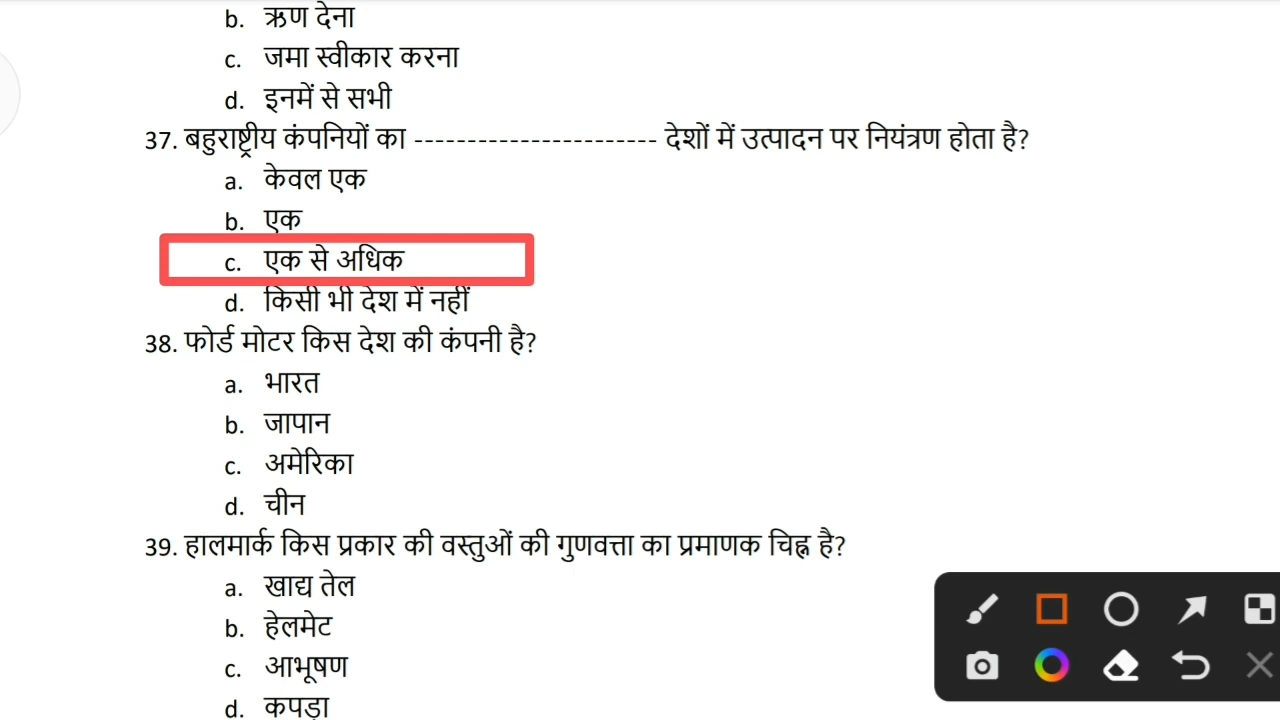 b. ऋण देना
c. जमा स्वीकार करना
d. इनमें से सभी
37. बहुराष्ट्रीय कंपनियों का ----------------------- देशों में उत्पादन पर नियंत्रण होता है?
a. केवल एक
b. एक
c. एक से अधिक
d. किसी भी देश में नहीं
38. फोर्ड मोटर किस देश की कंपनी है?
a. भारत
b. जापान
c. अमेरिका
d. चीन
39. हालमार्क किस प्रकार की वस्तुओं की गुणवत्ता का प्रमाणक चिह्न है?
a. खाद्य तेल
b. हेलमेट
c. आभूषण
d. कपड़ा